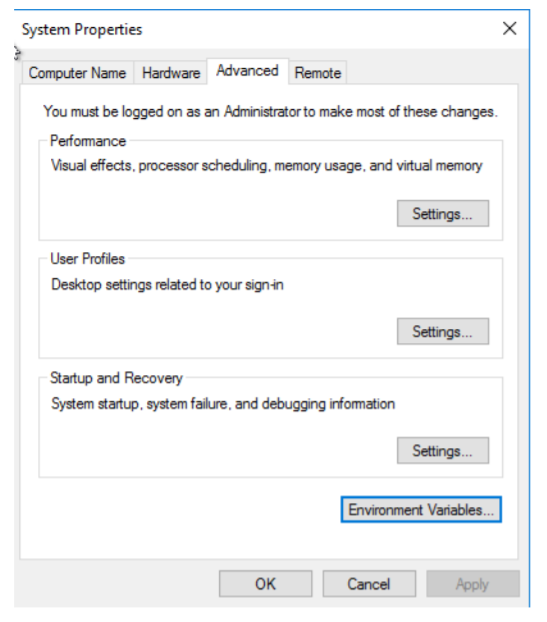 System Properties
Computer Name Hardware Advanced Remote
You must be logged on as an Administrator to make most of these changes.
Performance
Visual effects, processor scheduling, memory usage, and virtual memory
Settings...
User Profiles
Desktop settings related to your sign-in
Settings...
Startup and Recovery
System startup, system failure, and debugging information
Settings...
Environment Variables...
OK Cancel Apply